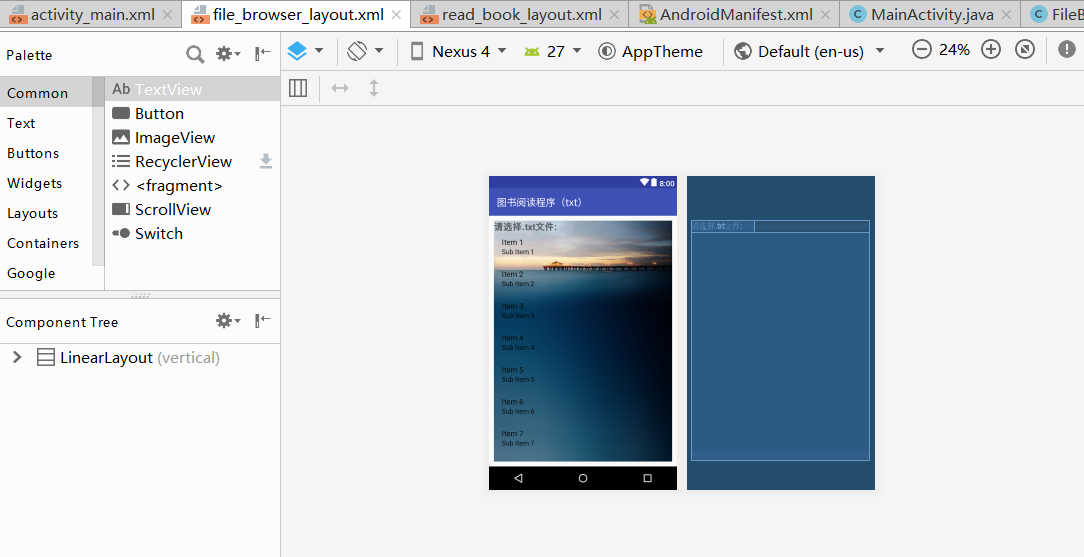 activity_main.xml file_browser_layout.xml read_book_layout.xml AndroidManifest.xml MainActivity.java FileB
Palette
Nexus 4 27 AppTheme Default (en-us) 24%
Common
Text
Buttons
Widgets
Layouts
Containers
Google
Ab TextView
Button
ImageView
RecyclerView
<fragment>
ScrollView
Switch
Component Tree
LinearLayout (vertical)
8:00
图书阅读程序（txt）
请选择.txt文件:
Item 1
Sub Item 1
Item 2
Sub Item 2
Item 3
Sub Item 3
Item 4
Sub Item 4
Item 5
Sub Item 5
Item 6
Sub Item 6
Item 7
Sub Item 7
请选择.txt文件: